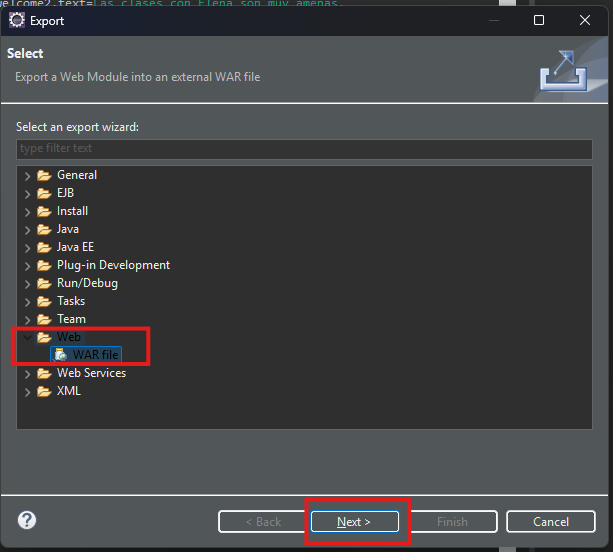 elcome2.text=Las clases con Elena son muy amenas.
Export
Select
Export a Web Module into an external WAR file
Select an export wizard:
type filter text
General
EJB
Install
Java
Java EE
Plug-in Development
Run/Debug
Tasks
Team
Web
WAR file
Web Services
XML
?
< Back
Next >
Finish
Cancel